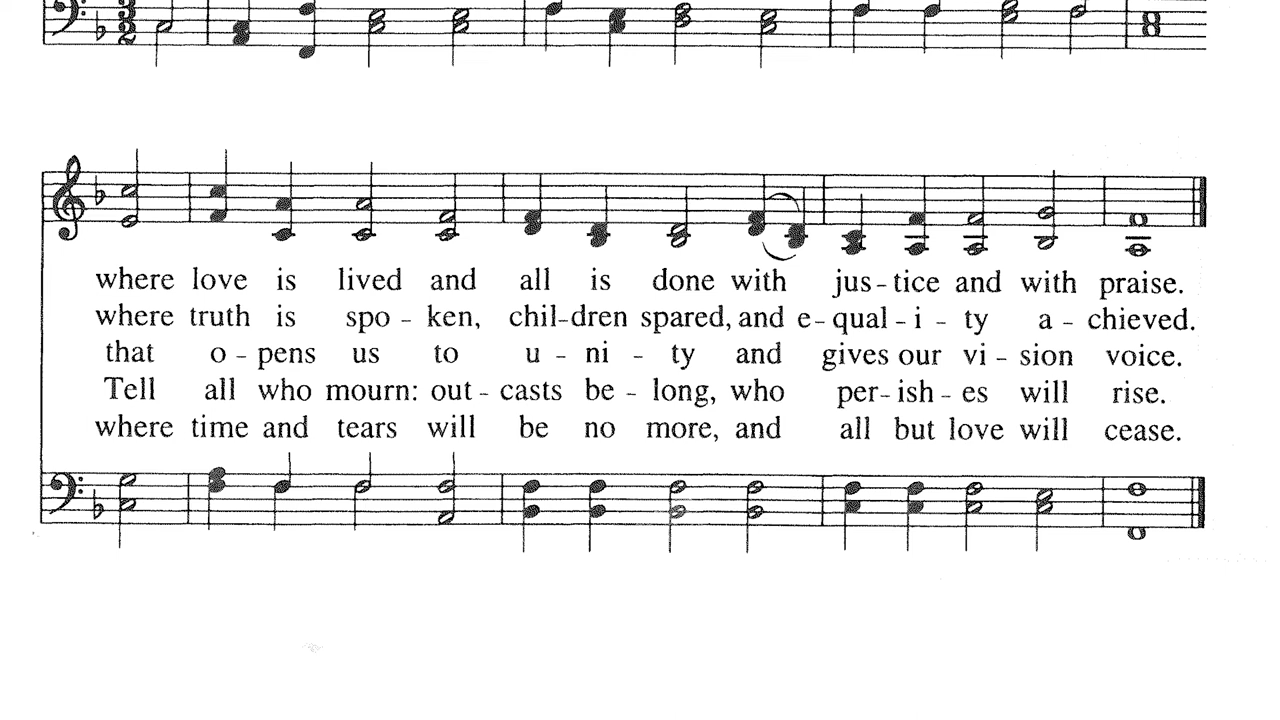 where love is lived and all is done with jus - tice and with praise.
where truth is spo - ken, chil - dren spared, and e - qual - i - ty a - chieved.
that o - pens us to u - ni - ty and gives our vi - sion voice.
Tell all who mourn: out - casts be - long, who per - ish - es will rise.
where time and tears will be no more, and all but love will cease.